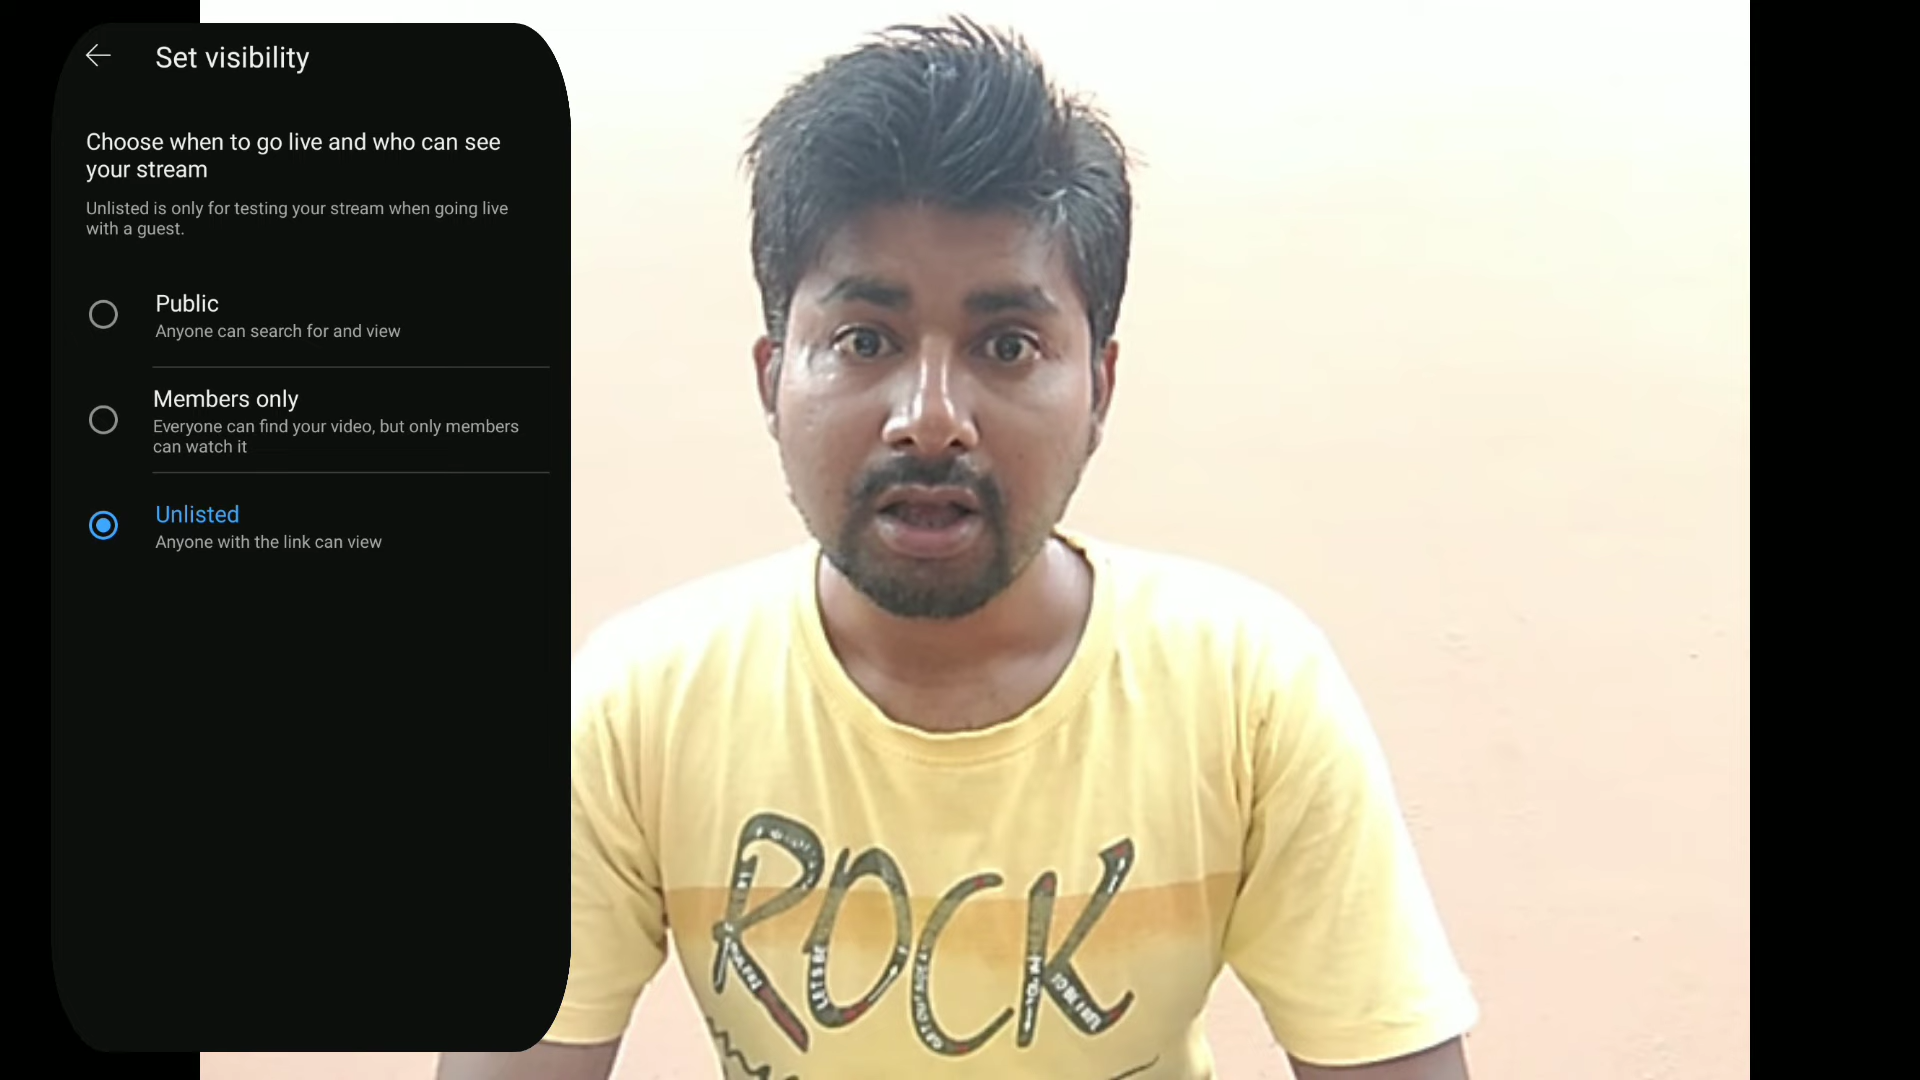 Set visibility
Choose when to go live and who can see
your stream
Unlisted is only for testing your stream when going live
with a guest.
Public
Anyone can search for and view
Members only
Everyone can find your video, but only members
can watch it
Unlisted
Anyone with the link can view
ROCK